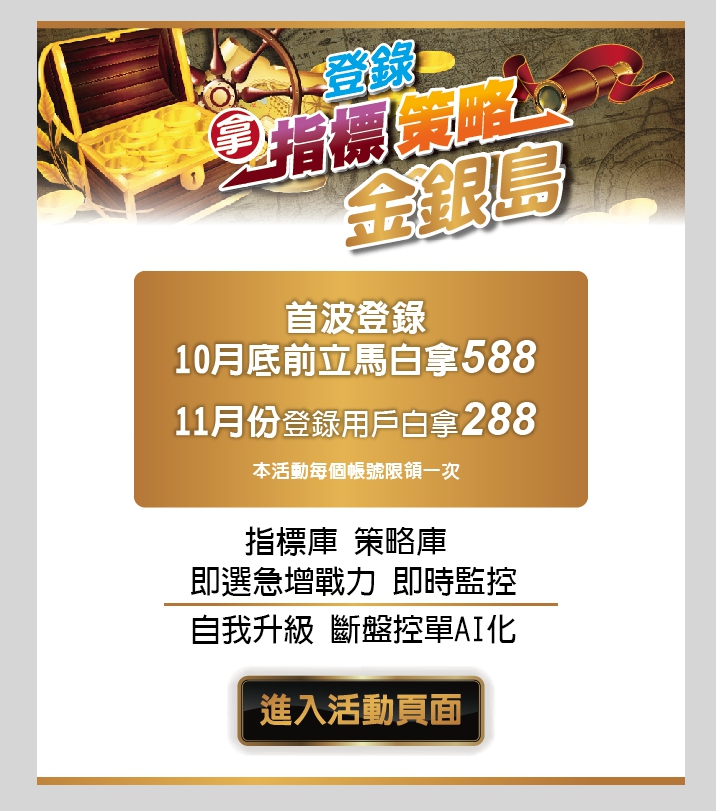 登錄
拿指標策略
金銀島
首波登錄
10月底前立馬白拿588
11月份登錄用戶白拿288
本活動每個帳號限領一次
指標庫 策略庫
即選急增戰力 即時監控
自我升級 斷盤控單AI化
進入活動頁面